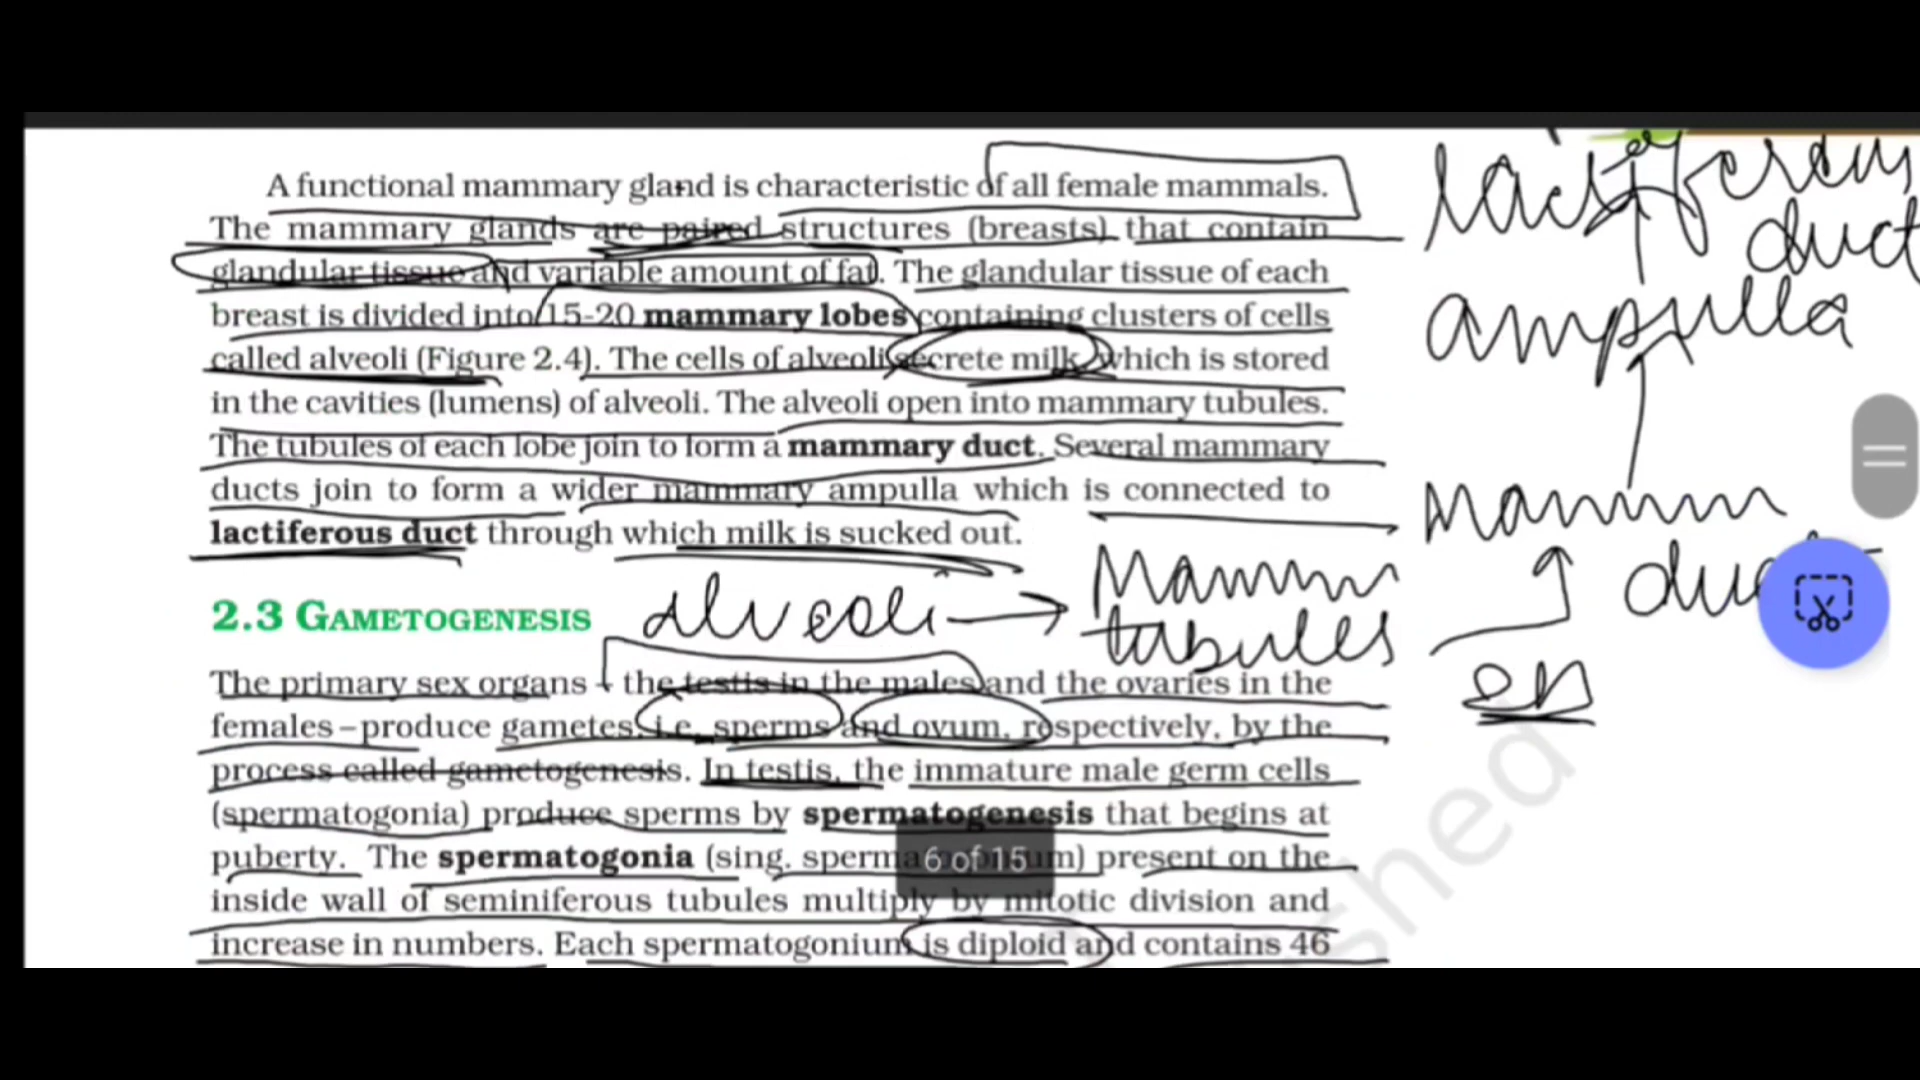 A functional mammary gland is characteristic of all female mammals.
The mammary glands are paired structures (breasts) that contain
glandular tissue and variable amount of fat. The glandular tissue of each
breast is divided into 15-20 mammary lobes containing clusters of cells
called alveoli (Figure 2.4). The cells of alveoli secrete milk, which is stored
in the cavities (lumens) of alveoli. The alveoli open into mammary tubules.
The tubules of each lobe join to form a mammary duct. Several mammary
ducts join to form a wider mammary ampulla which is connected to
lactiferous duct through which milk is sucked out.
lactiferous
duct
ampulla
duct
2.3 GAMETOGENESIS
alveoli →
tubules
The primary sex organs – the testis in the males and the ovaries in the
females–produce gametes, i.e, sperms and ovum, respectively, by the
process called gametogenesis. In testis, the immature male germ cells
(spermatogonia) produce sperms by spermatogenesis that begins at
puberty. The spermatogonia (sing. spermatogonium) present on the
6 of 15
inside wall of seminiferous tubules multiply by mitotic division and
increase in numbers. Each spermatogonium is diploid and contains 46
shed